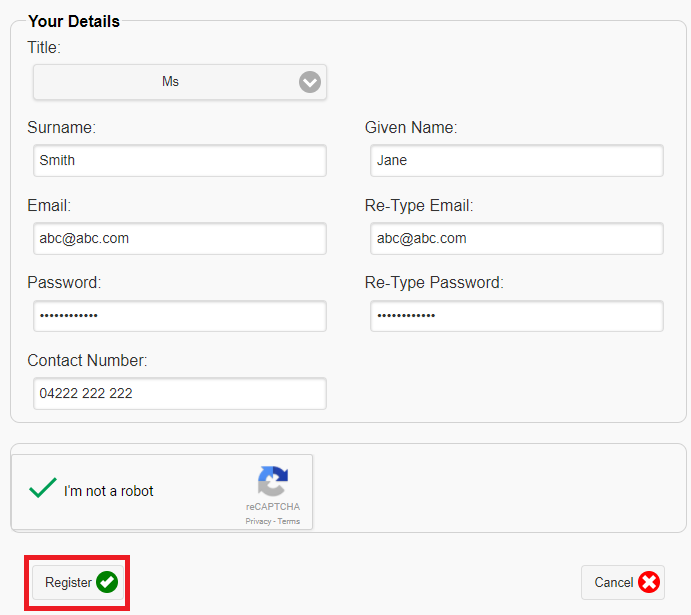 Your Details
Title:
Ms
Surname:
Given Name:
Smith
Jane
Email:
Re-Type Email:
abc@abc.com
abc@abc.com
Password:
Re-Type Password:
••••••••••••
••••••••••••
Contact Number:
04222 222 222
I'm not a robot
reCAPTCHA
Privacy - Terms
Register
Cancel